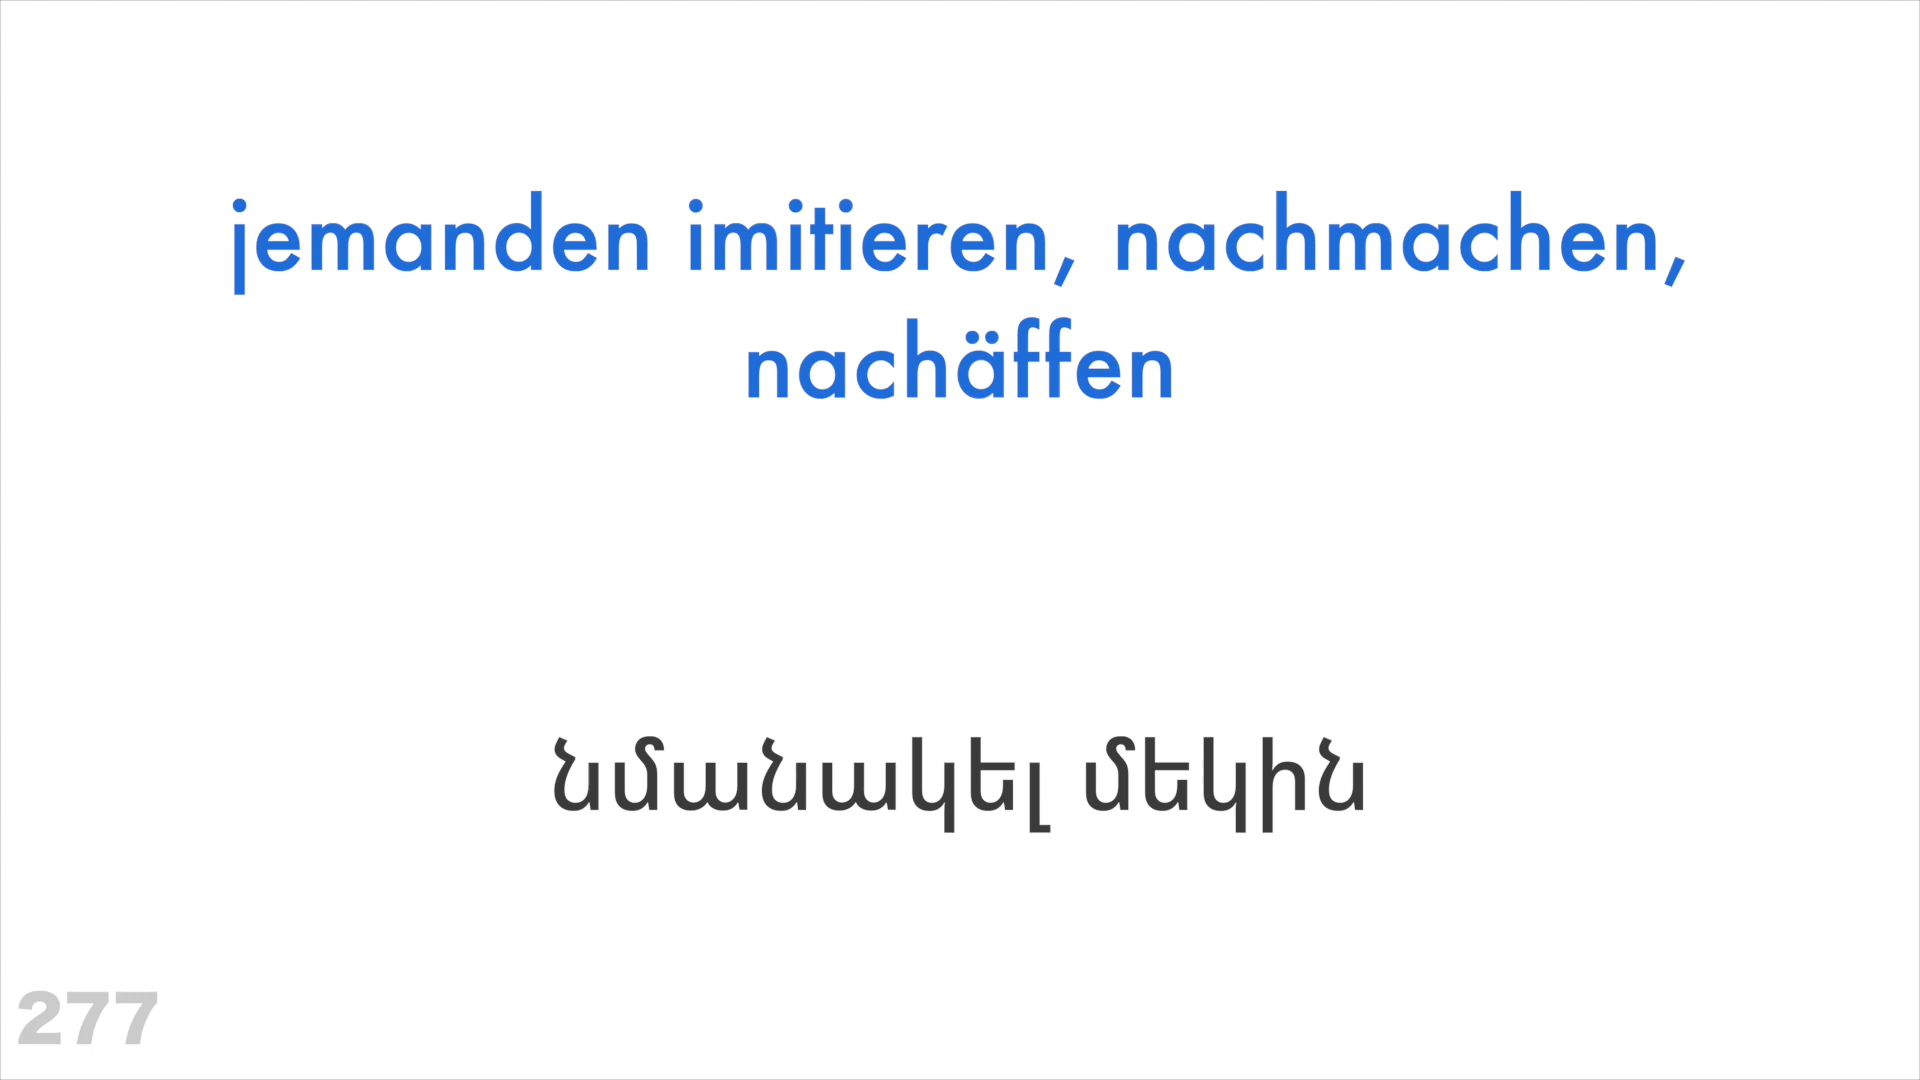 jemanden imitieren, nachmachen,
nachäffen
նմանակել մեկին
277